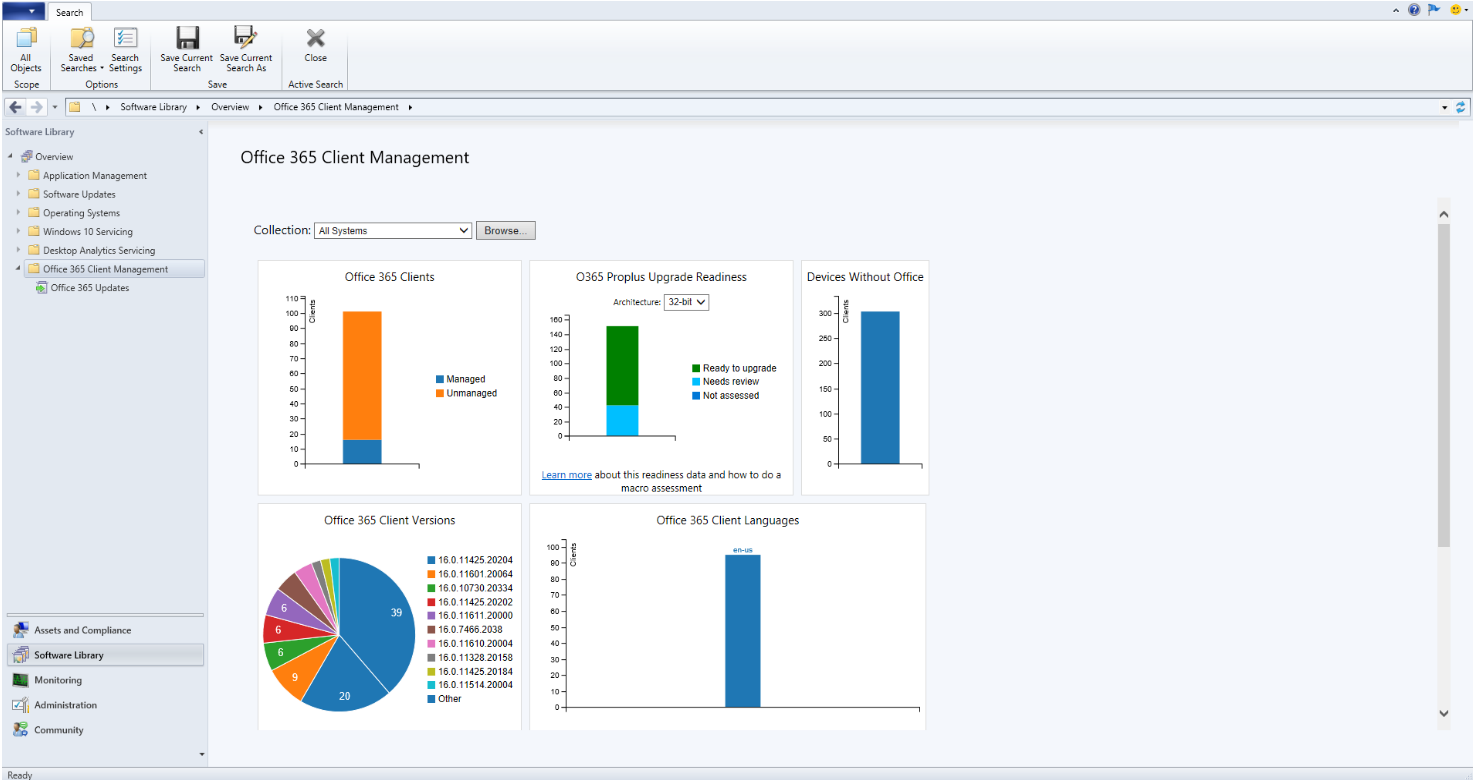 Search
All
Objects
Saved
Searches
Search
Settings
Save Current
Search
Save Current
Search As
Close
Scope
Options
Save
Active Search
\ Software Library Overview Office 365 Client Management
Software Library
Overview
Application Management
Software Updates
Operating Systems
Windows 10 Servicing
Desktop Analytics Servicing
Office 365 Client Management
Office 365 Updates
Assets and Compliance
Software Library
Monitoring
Administration
Community
Ready
Office 365 Client Management
Collection: All Systems Browse...
Office 365 Clients
Clients
110
100
90
80
70
60
50
40
30
20
10
0
Managed
Unmanaged
O365 Proplus Upgrade Readiness
Architecture: 32-bit
160
140
120
100
80
60
40
20
0
Ready to upgrade
Needs review
Not assessed
Learn more about this readiness data and how to do a
macro assessment
Devices Without Office
Clients
300
250
200
150
100
50
0
Office 365 Client Versions
39
20
9
6
6
6
16.0.11425.20204
16.0.11601.20064
16.0.10730.20334
16.0.11425.20202
16.0.11611.20000
16.0.7466.2038
16.0.11610.20004
16.0.11328.20158
16.0.11425.20184
16.0.11514.20004
Other
Office 365 Client Languages
Clients
en-us
100
90
80
70
60
50
40
30
20
10
0